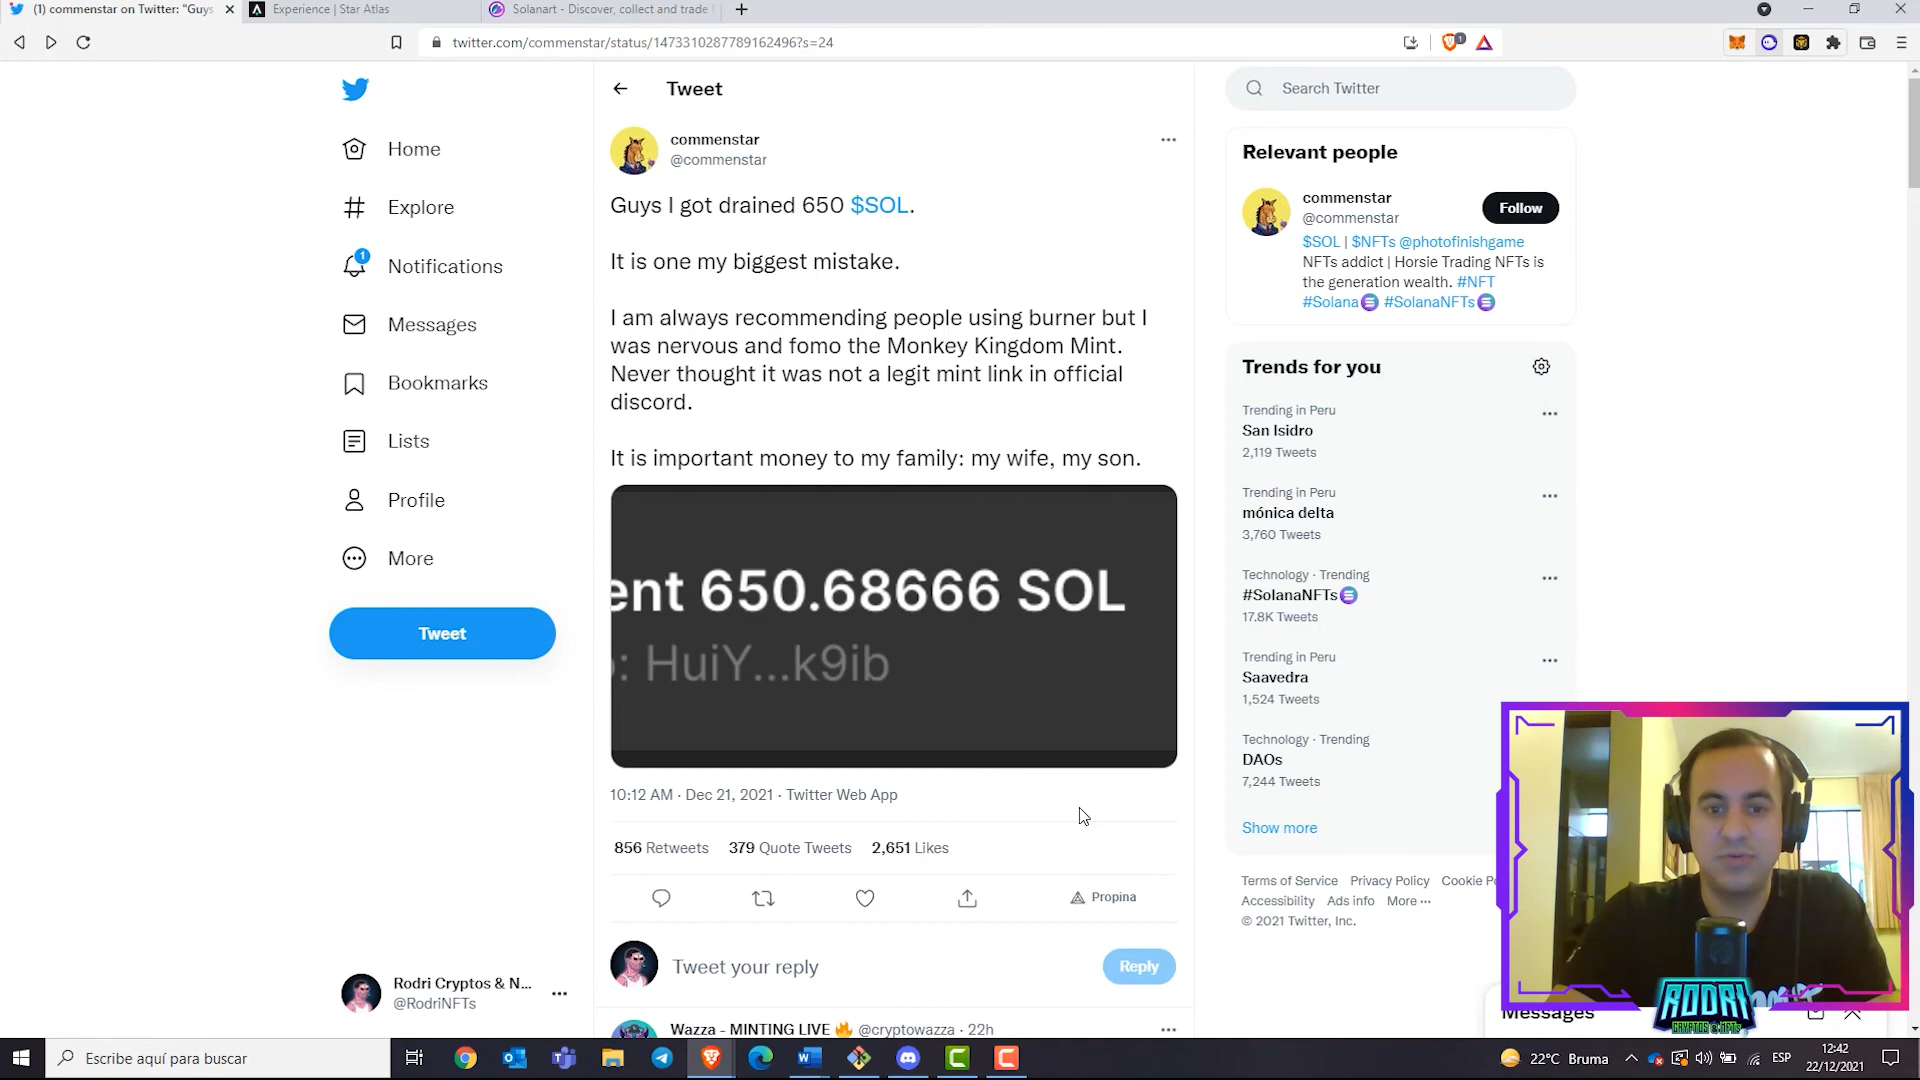 (1) commenstar on Twitter: "Guys
Experience | Star Atlas
Solanart - Discover, collect and trade
twitter.com/commenstar/status/1473310287789162496?s=24
1
Home
Explore
1
Notifications
Messages
Bookmarks
Lists
Profile
More
Tweet
Rodri Cryptos & N...
@RodriNFTs
Tweet
commenstar
@commenstar
Guys I got drained 650 $SOL.
It is one my biggest mistake.
I am always recommending people using burner but I
was nervous and fomo the Monkey Kingdom Mint.
Never thought it was not a legit mint link in official
discord.
It is important money to my family: my wife, my son.
ent 650.68666 SOL
: HuiY...k9ib
10:12 AM · Dec 21, 2021 · Twitter Web App
856 Retweets 379 Quote Tweets 2,651 Likes
Propina
Tweet your reply
Reply
Wazza - MINTING LIVE 🔥 @cryptowazza · 22h
Search Twitter
Relevant people
commenstar
@commenstar
Follow
$SOL | $NFTs @photofinishgame
NFTs addict | Horsie Trading NFTs is
the generation wealth. #NFT
#Solana #SolanaNFTs
Trends for you
Trending in Peru
San Isidro
2,119 Tweets
Trending in Peru
mónica delta
3,760 Tweets
Technology · Trending
#SolanaNFTs
17.8K Tweets
Trending in Peru
Saavedra
1,524 Tweets
Technology · Trending
DAOs
7,244 Tweets
Show more
Terms of Service Privacy Policy Cookie
Accessibility Ads info More
© 2021 Twitter, Inc.
Messages
RODRI
CRYPTOS & NFTS
Escribe aquí para buscar
22°C Bruma
ESP
12:42
22/12/2021